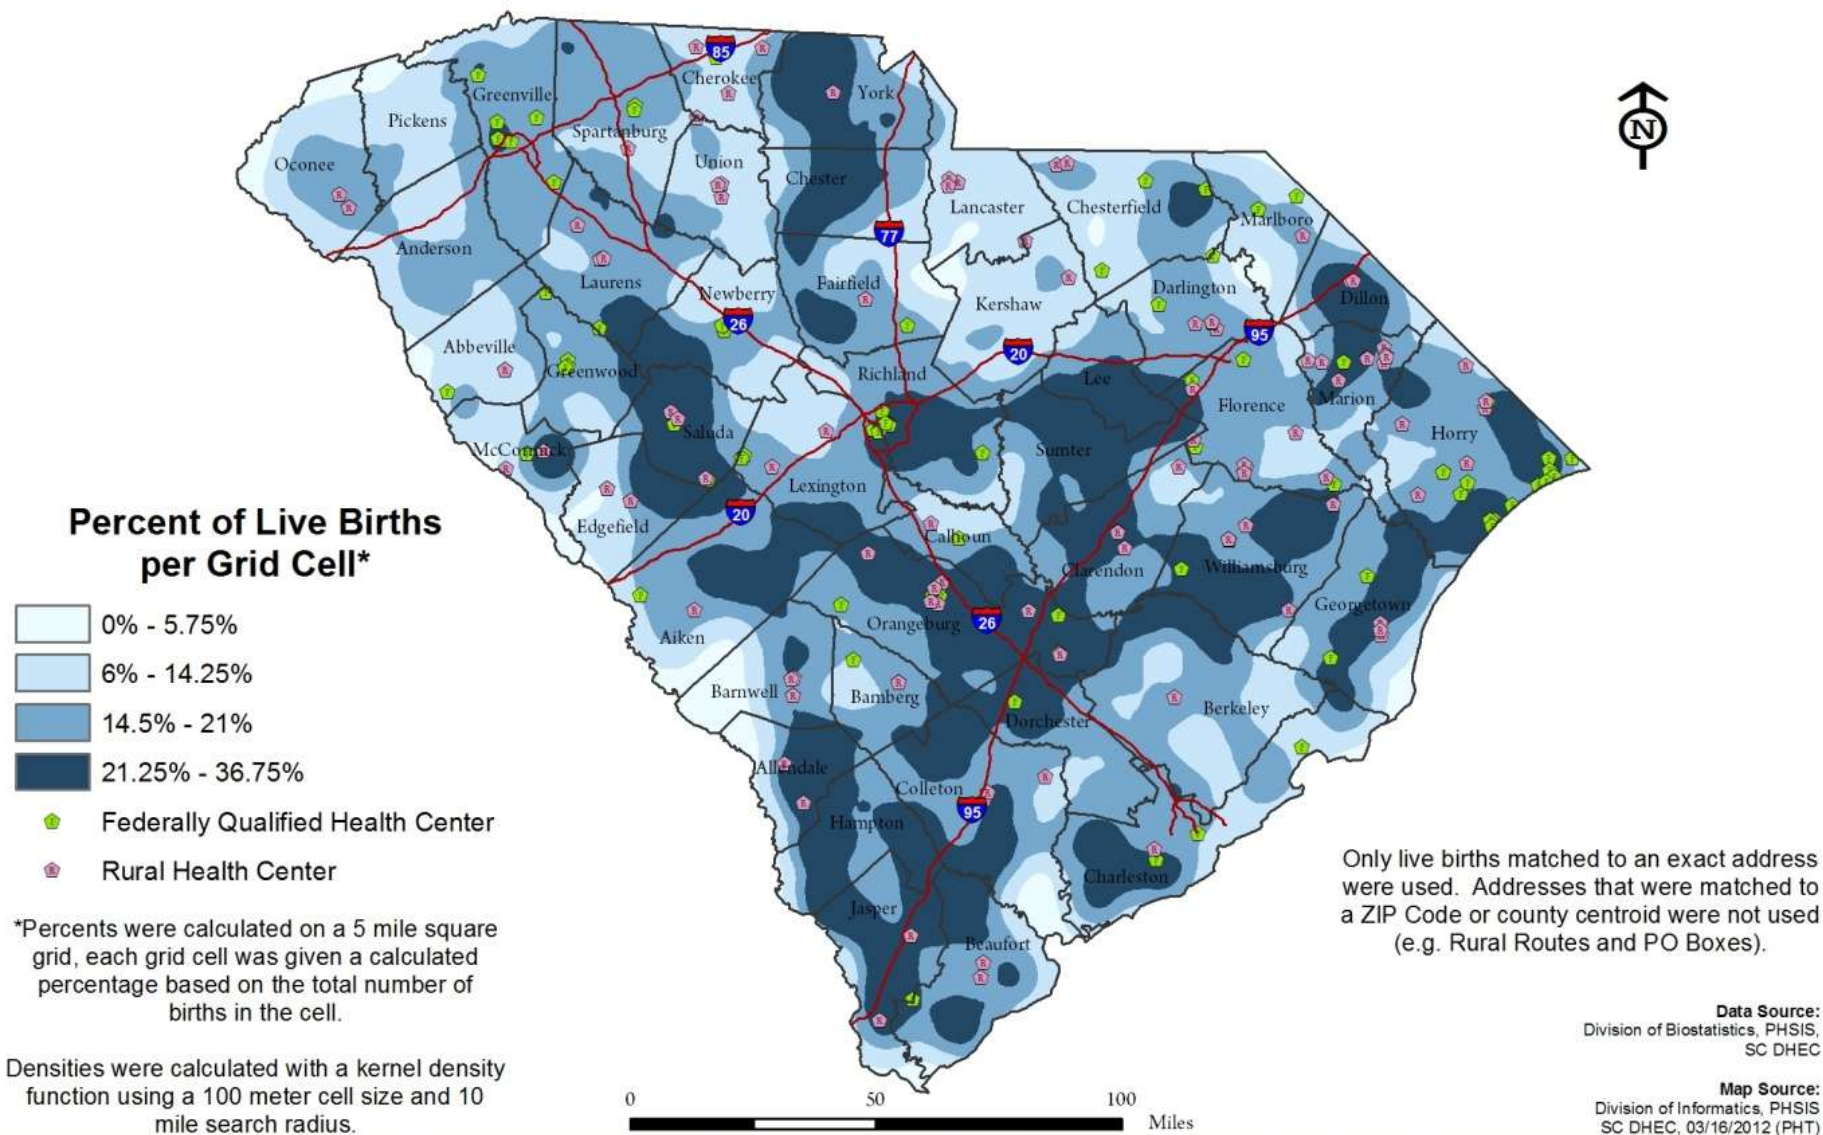 85
Cherokee
York
Greenville
Pickens
Spartanburg
Oconee
Union
Chester
Lancaster
Chesterfield
Marlboro
77
Anderson
Laurens
Newberry
Fairfield
Kershaw
Darlington
Dillon
26
95
20
Abbeville
Greenwood
Richland
Lee
Florence
Marion
Saluda
McCormick
Sumter
Horry
Lexington
20
Edgefield
Calhoun
Clarendon
Williamsburg
Georgetown
Aiken
Orangeburg
26
Barnwell
Bamberg
Dorchester
Berkeley
Allendale
Colleton
95
Hampton
Charleston
Jasper
Beaufort
N
Percent of Live Births
per Grid Cell*
0% - 5.75%
6% - 14.25%
14.5% - 21%
21.25% - 36.75%
Federally Qualified Health Center
R Rural Health Center
*Percents were calculated on a 5 mile square
grid, each grid cell was given a calculated
percentage based on the total number of
births in the cell.
Densities were calculated with a kernel density
function using a 100 meter cell size and 10
mile search radius.
0 50 100
Miles
Only live births matched to an exact address
were used. Addresses that were matched to
a ZIP Code or county centroid were not used
(e.g. Rural Routes and PO Boxes).
Data Source:
Division of Biostatistics, PHSIS,
SC DHEC
Map Source:
Division of Informatics, PHSIS
SC DHEC, 03/16/2012 (PHT)